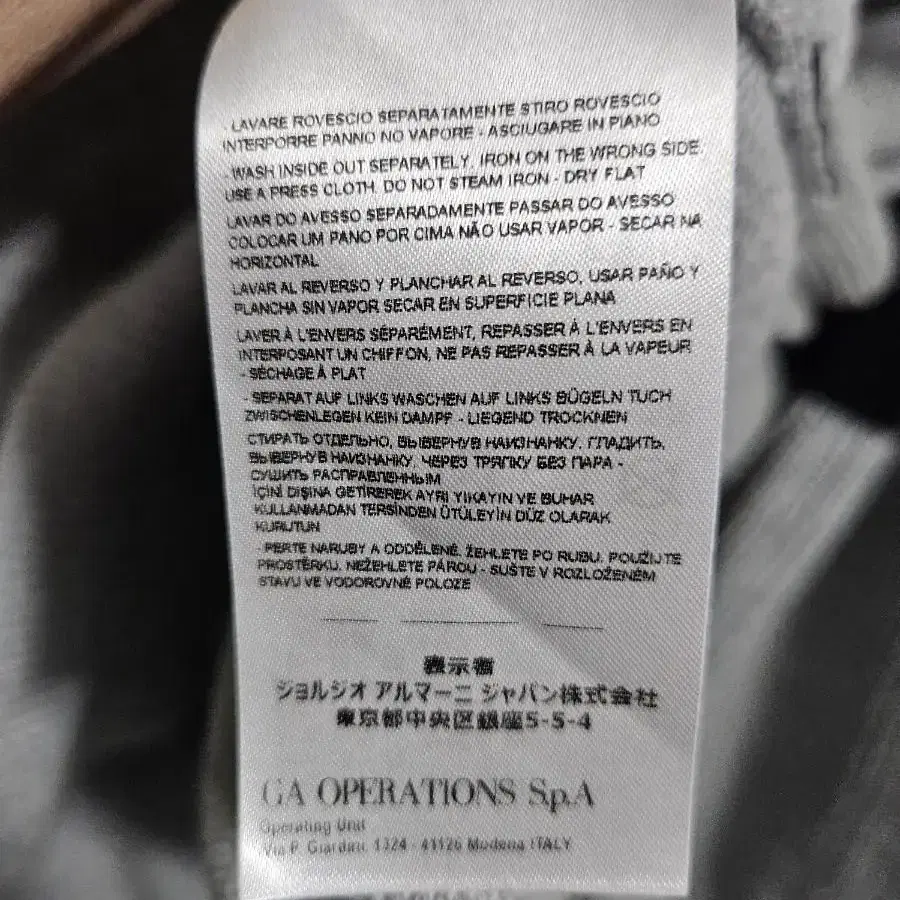 - LAVARE ROVESCIO SEPARATAMENTE STIRO ROVESCIO
INTERPORRE PANNO NO VAPORE - ASCIUGARE IN PIANO
- WASH INSIDE OUT SEPARATELY, IRON ON THE WRONG SIDE.
USE A PRESS CLOTH. DO NOT STEAM IRON - DRY FLAT
LAVAR DO AVESSO SEPARADAMENTE PASSAR DO AVESSO
COLOCAR UM PANO POR CIMA NÃO USAR VAPOR - SECAR NA
HORIZONTAL
LAVAR AL REVERSO Y PLANCHAR AL REVERSO, USAR PAÑO Y
PLANCHA SIN VAPOR SECAR EN SUPERFICIE PLANA
LAVER À L'ENVERS SÉPARÉMENT, REPASSER À L'ENVERS EN
INTERPOSANT UN CHIFFON, NE PAS REPASSER À LA VAPEUR
- SÉCHAGE À PLAT
- SEPARAT AUF LINKS WASCHEN AUF LINKS BÜGELN TUCH
ZWISCHENLEGEN KEIN DAMPF - LIEGEND TROCKNEN
СТИРАТЬ ОТДЕЛЬНО, ВЫВЕРНУВ НАИЗНАНКУ. ГЛАДИТЬ,
ВЫВЕРНУВ НАИЗНАНКУ, ЧЕРЕЗ ТРЯПКУ БЕЗ ПАРА -
СУШИТЬ РАСПРАВЛЕННЫМ
İÇİNİ DIŞINA GETİREREK AYRI YIKAYIN VE BUHAR
KULLANMADAN TERSİNDEN ÜTÜLEYİN DÜZ OLARAK
KURUTUN
- PERTE NARUBY A ODDĚLENĚ. ŽEHLETE PO RUBU. POUŽIJTE
PROSTĚRKU. NEŽEHLETE PÁROU - SUŠTE V ROZLOŽENÉM
STAVU VE VODOROVNÉ POLOZE
表示者
ジョルジオ アルマーニ ジャパン株式会社
東京都中央区銀座5-5-4
GA OPERATIONS S.p.A
Operating Unit
Via P. Giardini, 1324 - 41126 Modena ITALY